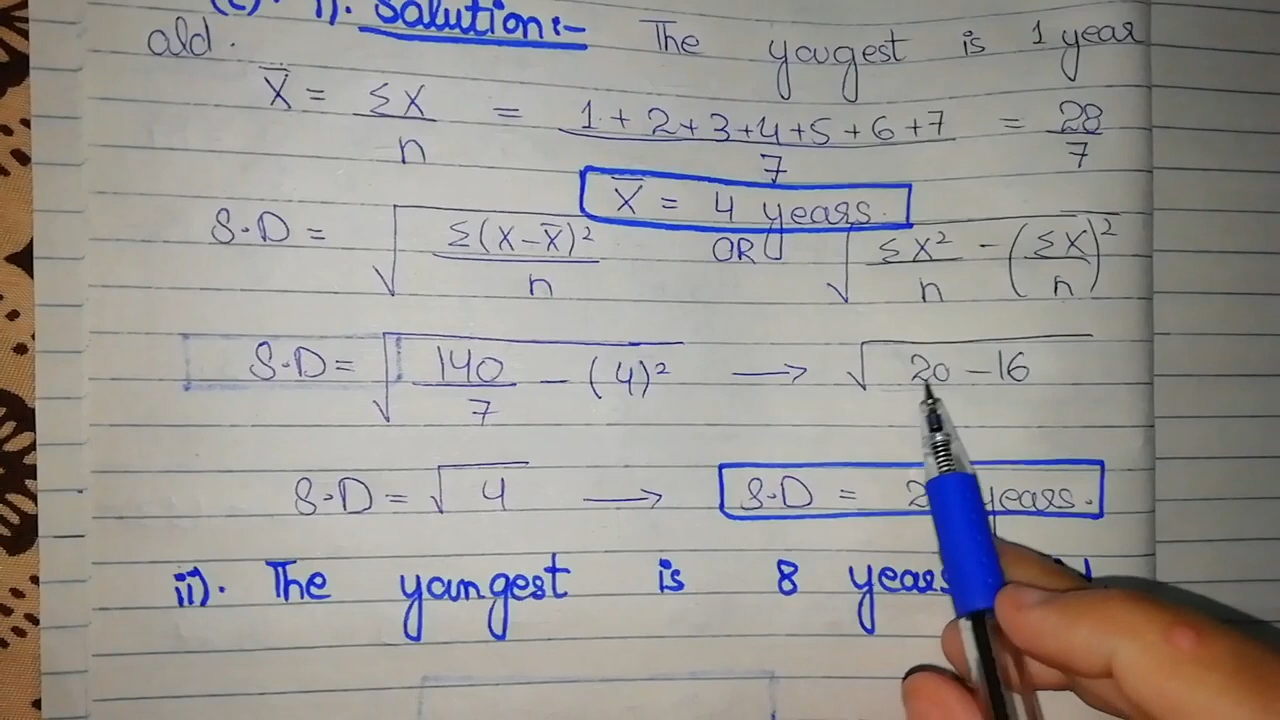 (c). i). Solution:- The yougest is 1 year
old.
X̄ = ΣX / n = 1+2+3+4+5+6+7 / 7 = 28 / 7
X̄ = 4 years.
S.D = √(Σ(X-X̄)² / n) OR √(ΣX² / n - (ΣX / n)²)
S.D = √(140 / 7 - (4)²) → √(20-16)
S.D = √4 → S.D = 2 years.
ii). The yangest is 8 years